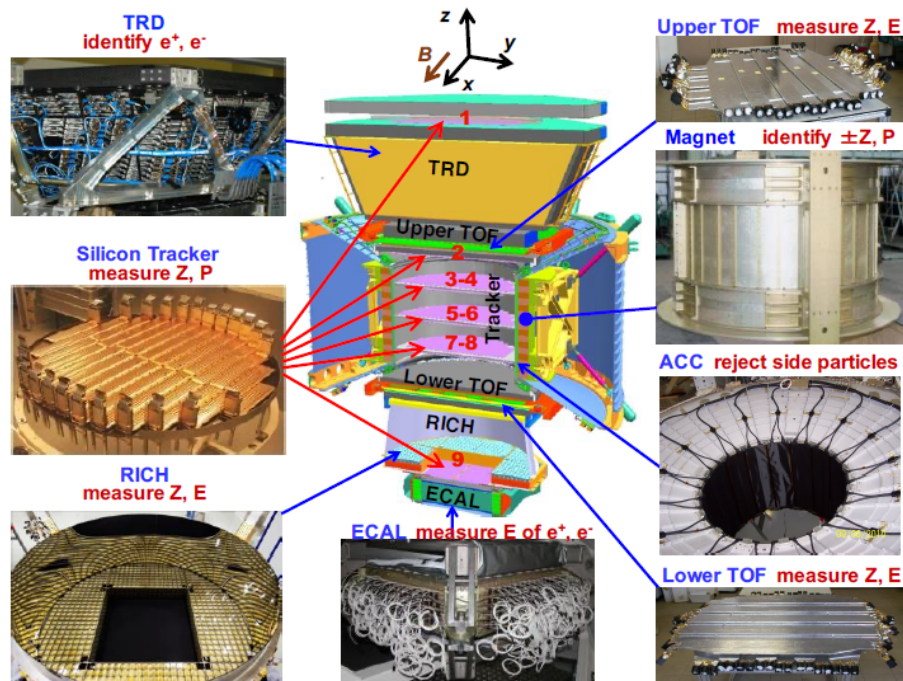 TRD
identify e+, e-
z
y
B
x
Upper TOF measure Z, E
1
TRD
Magnet identify ±Z, P
Upper TOF
2
Silicon Tracker
measure Z, P
3-4
Tracker
5-6
7-8
ACC reject side particles
Lower TOF
RICH
9
RICH
measure Z, E
ECAL
ECAL measure E of e+, e-
Lower TOF measure Z, E